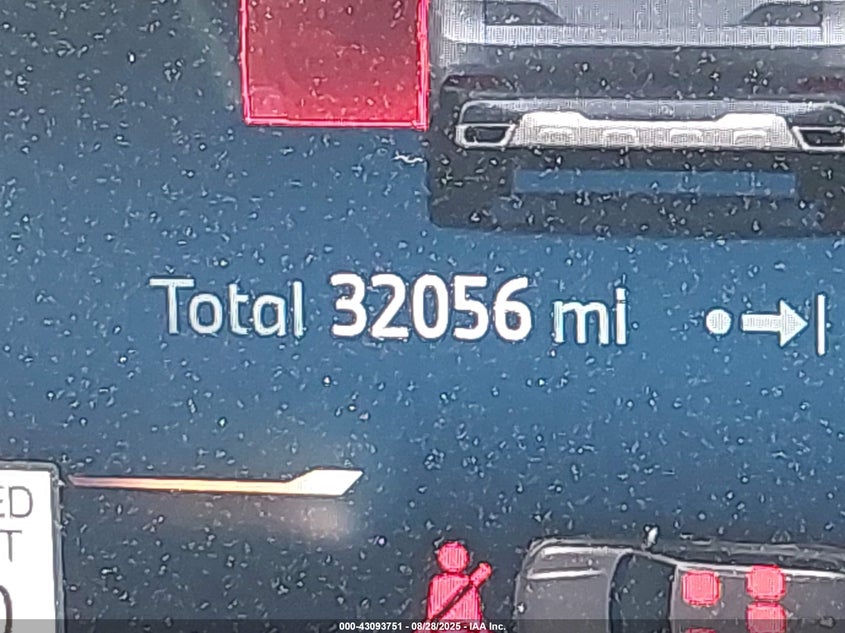 Total 32056 mi
ED
T
000-43093751 - 08/28/2025 - IAA Inc.